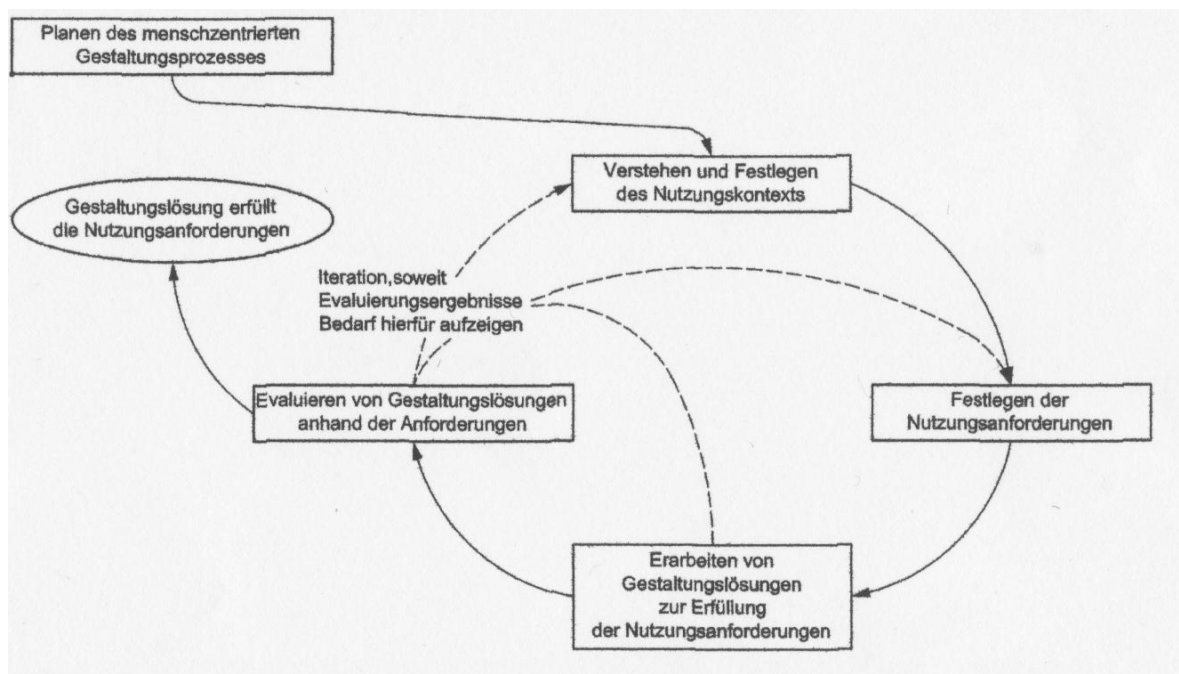 Planen des menschzentrierten
Gestaltungsprozesses
Verstehen und Festlegen
des Nutzungskontexts
Gestaltungslösung erfüllt
die Nutzungsanforderungen
Iteration,soweit
Evaluierungsergebnisse
Bedarf hierfür aufzeigen
Evaluieren von Gestaltungslösungen
anhand der Anforderungen
Festlegen der
Nutzungsanforderungen
Erarbeiten von
Gestaltungslösungen
zur Erfüllung
der Nutzungsanforderungen